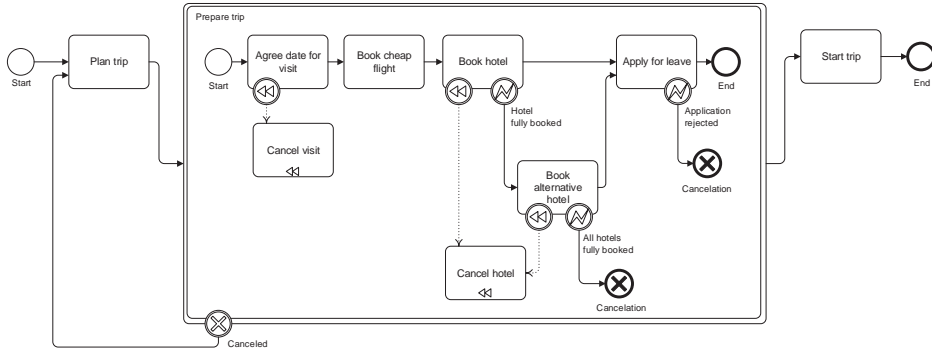 Prepare trip
Start
Plan trip
Start
Agree date for
visit
Book cheap
flight
Book hotel
Apply for leave
End
Start trip
End
Hotel
fully booked
Application
rejected
Cancel visit
Book
alternative
hotel
Cancelation
All hotels
fully booked
Cancel hotel
Cancelation
Canceled